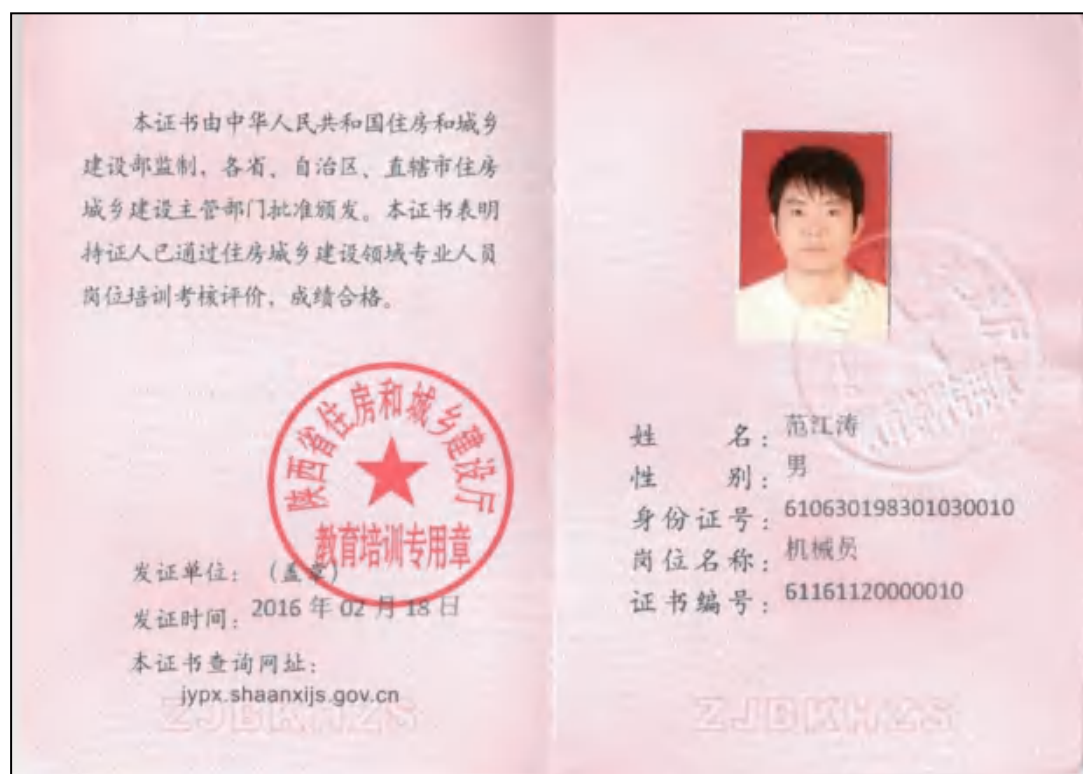 本证书由中华人民共和国住房和城乡
建设部监制，各省、自治区、直辖市住房
城乡建设主管部门批准颁发。本证书表明
持证人已通过住房城乡建设领域专业人员
岗位培训考核评价，成绩合格。
陕西省住房和城乡建设厅
教育培训专用章
发证单位：（盖章）
发证时间：2016 年 02 月 18 日
本证书查询网址：
jypx.shaanxijs.gov.cn
ZJBKHZS
姓 名：范江涛
性 别：男
身份证号：610630198301030010
岗位名称：机械员
证书编号：61161120000010
ZJBKHZS